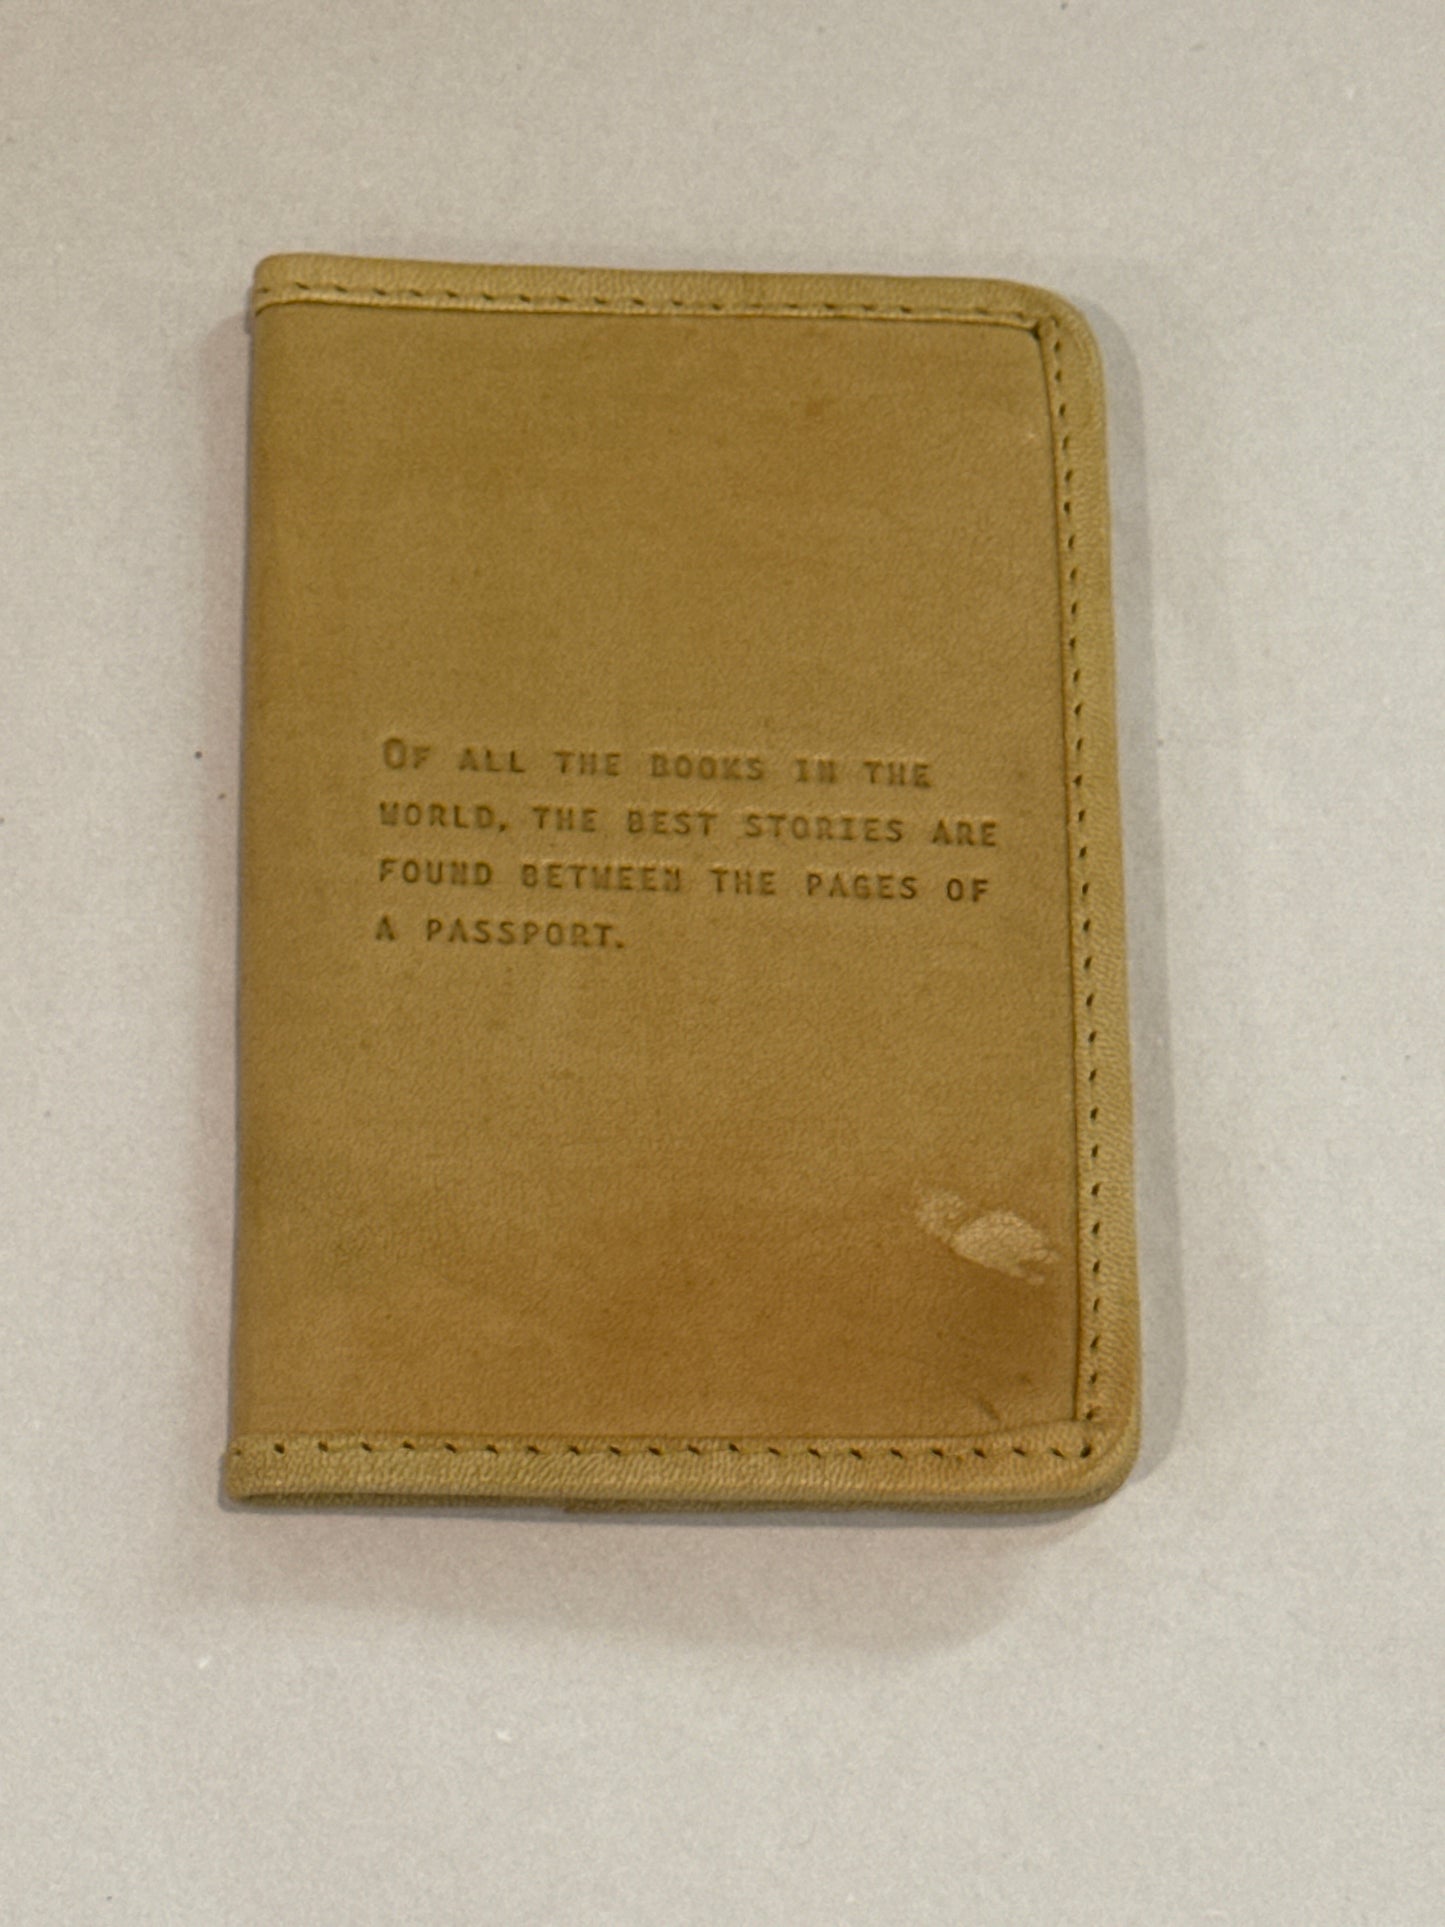 OF ALL THE BOOKS IN THE
WORLD, THE BEST STORIES ARE
FOUND BETWEEN THE PAGES OF
A PASSPORT.